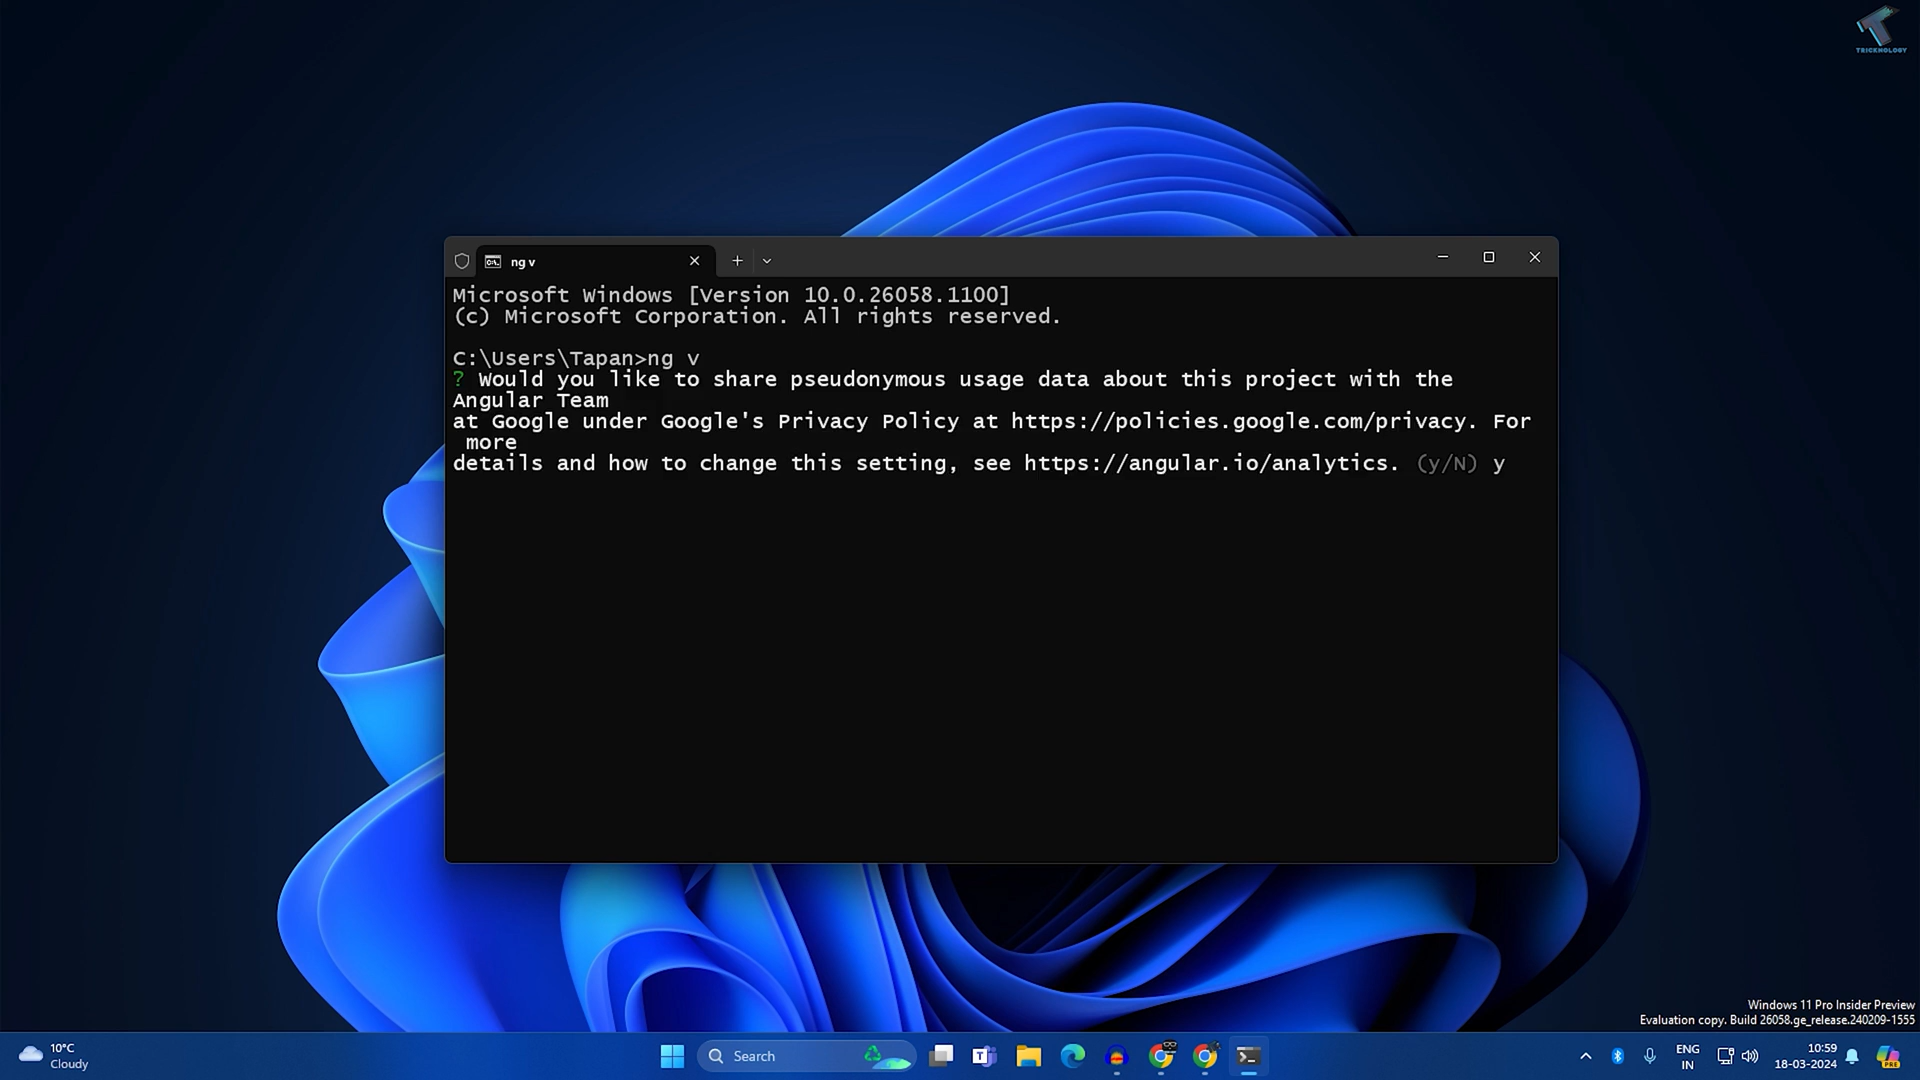 TRICKNOLOGY
ng v
Microsoft Windows [Version 10.0.26058.1100]
(c) Microsoft Corporation. All rights reserved.
C:\Users\Tapan>ng v
? Would you like to share pseudonymous usage data about this project with the
Angular Team
at Google under Google's Privacy Policy at https://policies.google.com/privacy. For
more
details and how to change this setting, see https://angular.io/analytics. (y/N) y
Windows 11 Pro Insider Preview
Evaluation copy. Build 26058.ge_release.240209-1555
10°C
Cloudy
Search
ENG
IN
10:59
18-03-2024
PRE